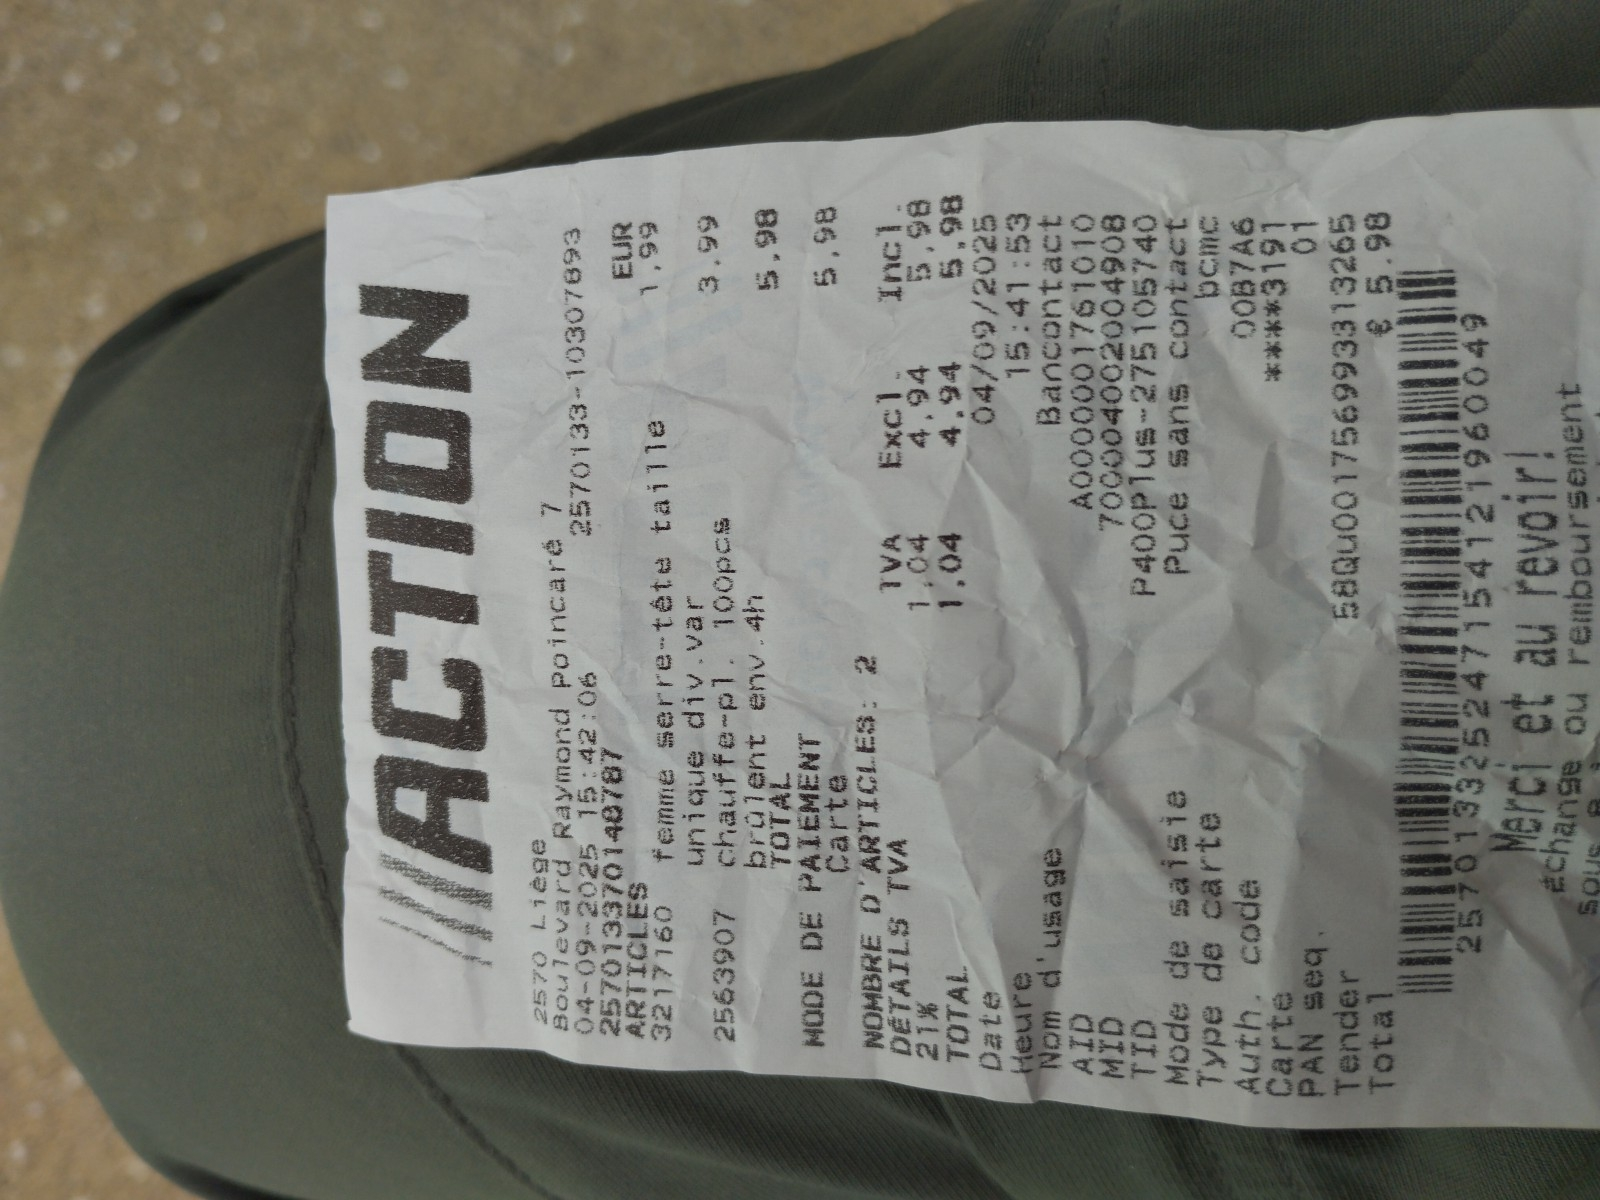 ACTION
2570 Liège
Boulevard Raymond Poincaré 7
04-09-2025 15:42:06 2570133-10307893
2570133701140787
ARTICLES EUR
3217160 femme serre-tête taille 1,99
unique div.var
2563907 chauffe-pl. 100pcs 3,99
brûlent env.4h
TOTAL 5,98
MODE DE PAIEMENT
Carte 5,98
NOMBRE D'ARTICLES: 2
DÉTAILS TVA TVA Excl. Incl.
21% 1,04 4,94 5,98
TOTAL 1,04 4,94 5,98
Date 04/09/2025
Heure 15:41:53
Nom d'usage Bancontact
AID A0000001761010
MID 700004002004908
TID P400Plus-275105740
Mode de saisie Puce sans contact
Type de carte bcmc
Auth. code 00B7A6
Carte *****3191
PAN seq. 01
Tender 58Qu001756993313265
Total € 5.98
257013325247154121960049
Merci et au revoir!
échange ou remboursement
sous